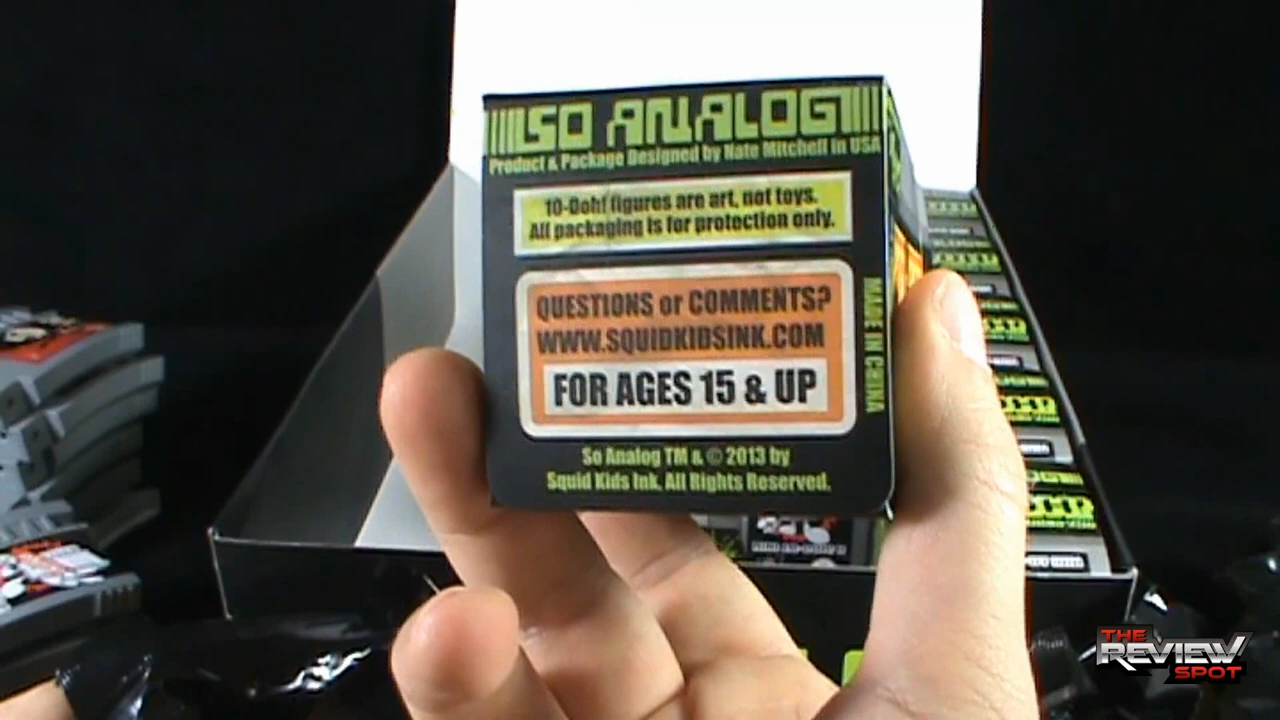 SO ANALOG
Product & Package Designed by Nate Mitchell in USA
10-Doh! figures are art, not toys.
All packaging is for protection only.
QUESTIONS or COMMENTS?
WWW.SQUIDKIDSINK.COM
FOR AGES 15 & UP
MADE IN CHINA
So Analog TM & © 2013 by
Squid Kids Ink. All Rights Reserved.
THE
REVIEW
SPOT